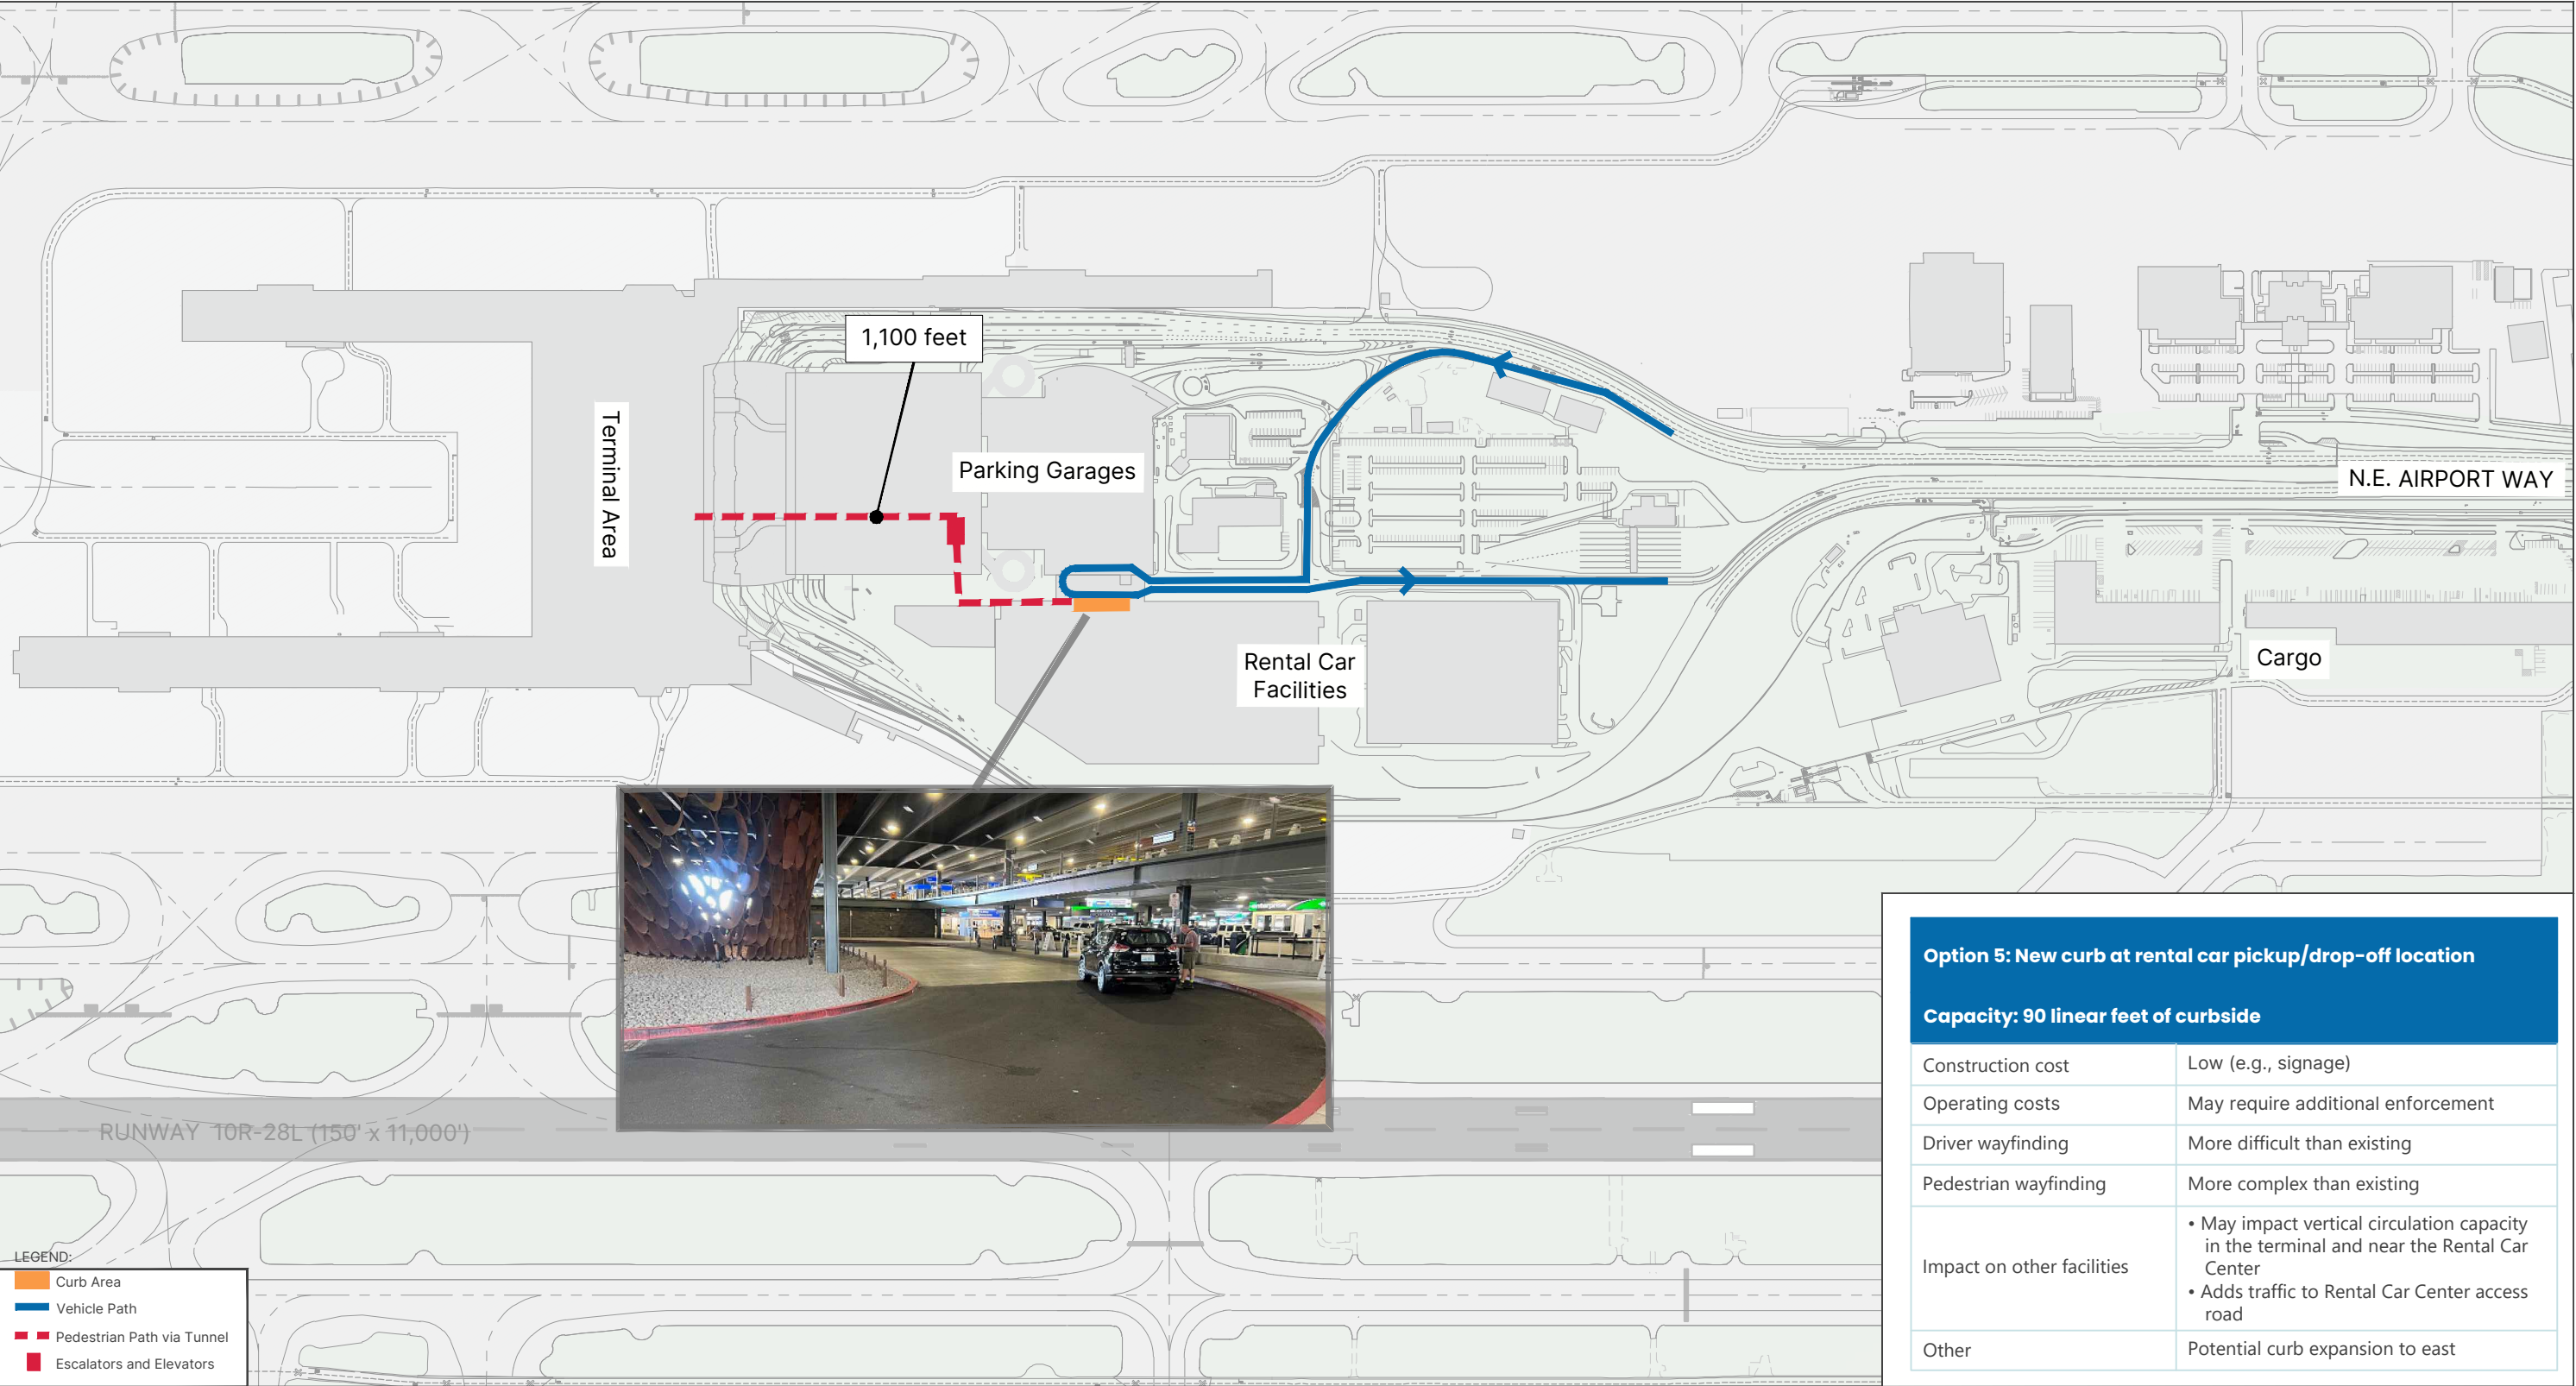 1,100 feet
Terminal Area
Parking Garages
N.E. AIRPORT WAY
Rental Car
Facilities
Cargo
RUNWAY 10R-28L (150' x 11,000')
LEGEND:
Curb Area
Vehicle Path
Pedestrian Path via Tunnel
Escalators and Elevators
Option 5: New curb at rental car pickup/drop-off location
Capacity: 90 linear feet of curbside
Construction cost
Low (e.g., signage)
Operating costs
May require additional enforcement
Driver wayfinding
More difficult than existing
Pedestrian wayfinding
More complex than existing
Impact on other facilities
• May impact vertical circulation capacity
in the terminal and near the Rental Car
Center
• Adds traffic to Rental Car Center access
road
Other
Potential curb expansion to east